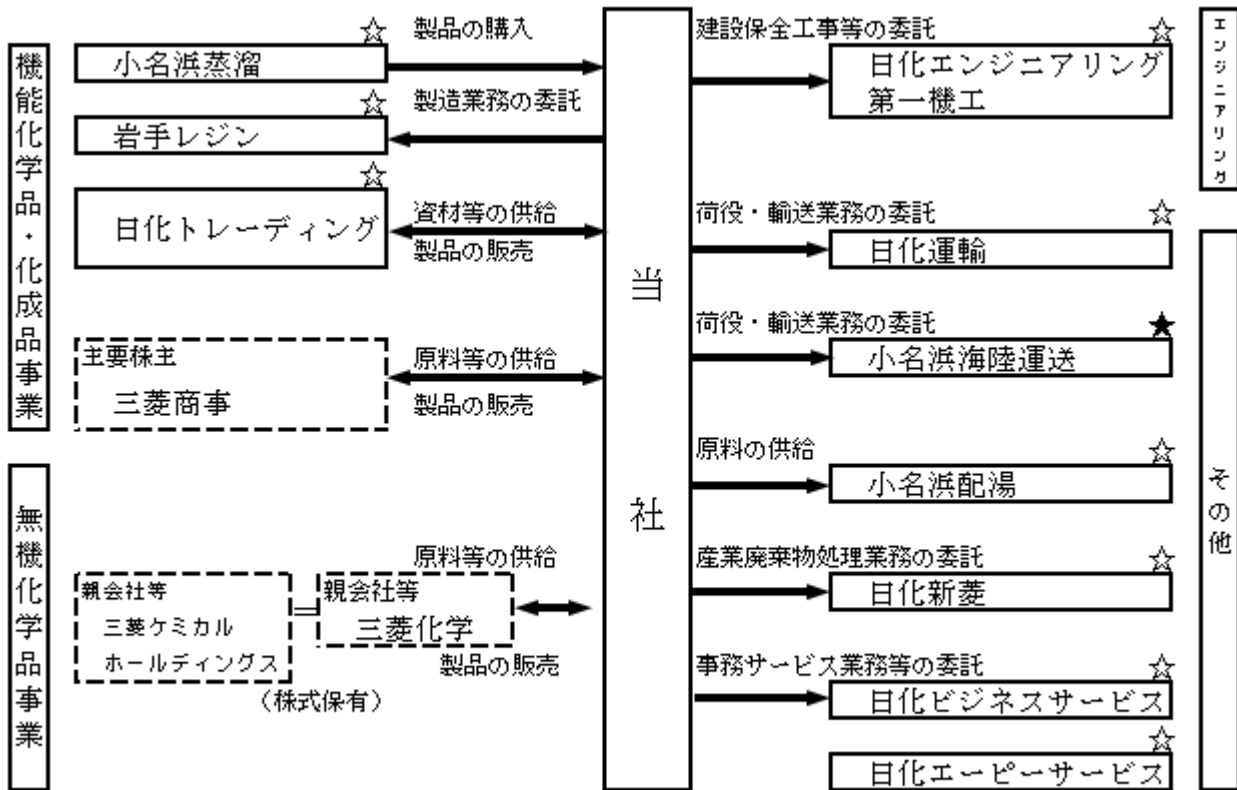 機能化学品・化成品事業
☆
製品の購入
小名浜蒸溜
☆
製造業務の委託
岩手レジン
☆
日化トレーディング
資材等の供給
製品の販売
主要株主
三菱商事
原料等の供給
製品の販売
無機化学品事業
原料等の供給
親会社等
三菱ケミカル
ホールディングス
=
親会社等
三菱化学
製品の販売
(株式保有)
当社
建設保全工事等の委託
☆
日化エンジニアリング
第一機工
エンジニアリング
荷役・輸送業務の委託
☆
日化運輸
荷役・輸送業務の委託
★
小名浜海陸運送
原料の供給
☆
小名浜配湯
産業廃棄物処理業務の委託
☆
日化新菱
事務サービス業務等の委託
☆
日化ビジネスサービス
☆
日化エーピーサービス
その他